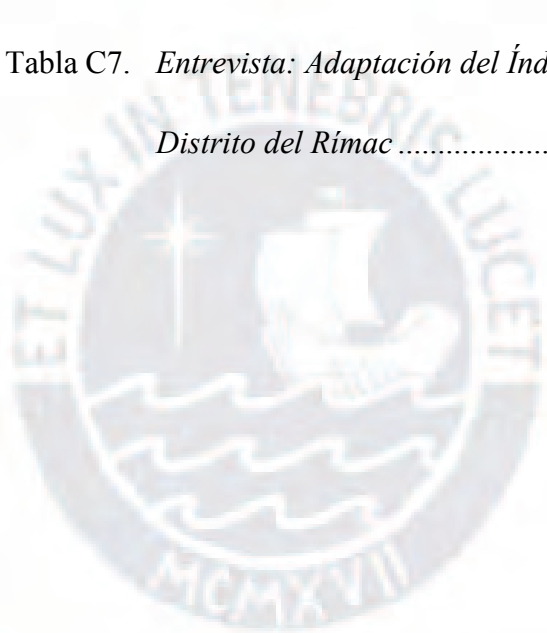 Tabla C7. Entrevista: Adaptación del Índ
Distrito del Rímac ...................
ET LUX IN TENEBRIS LUCET
MCMXVII